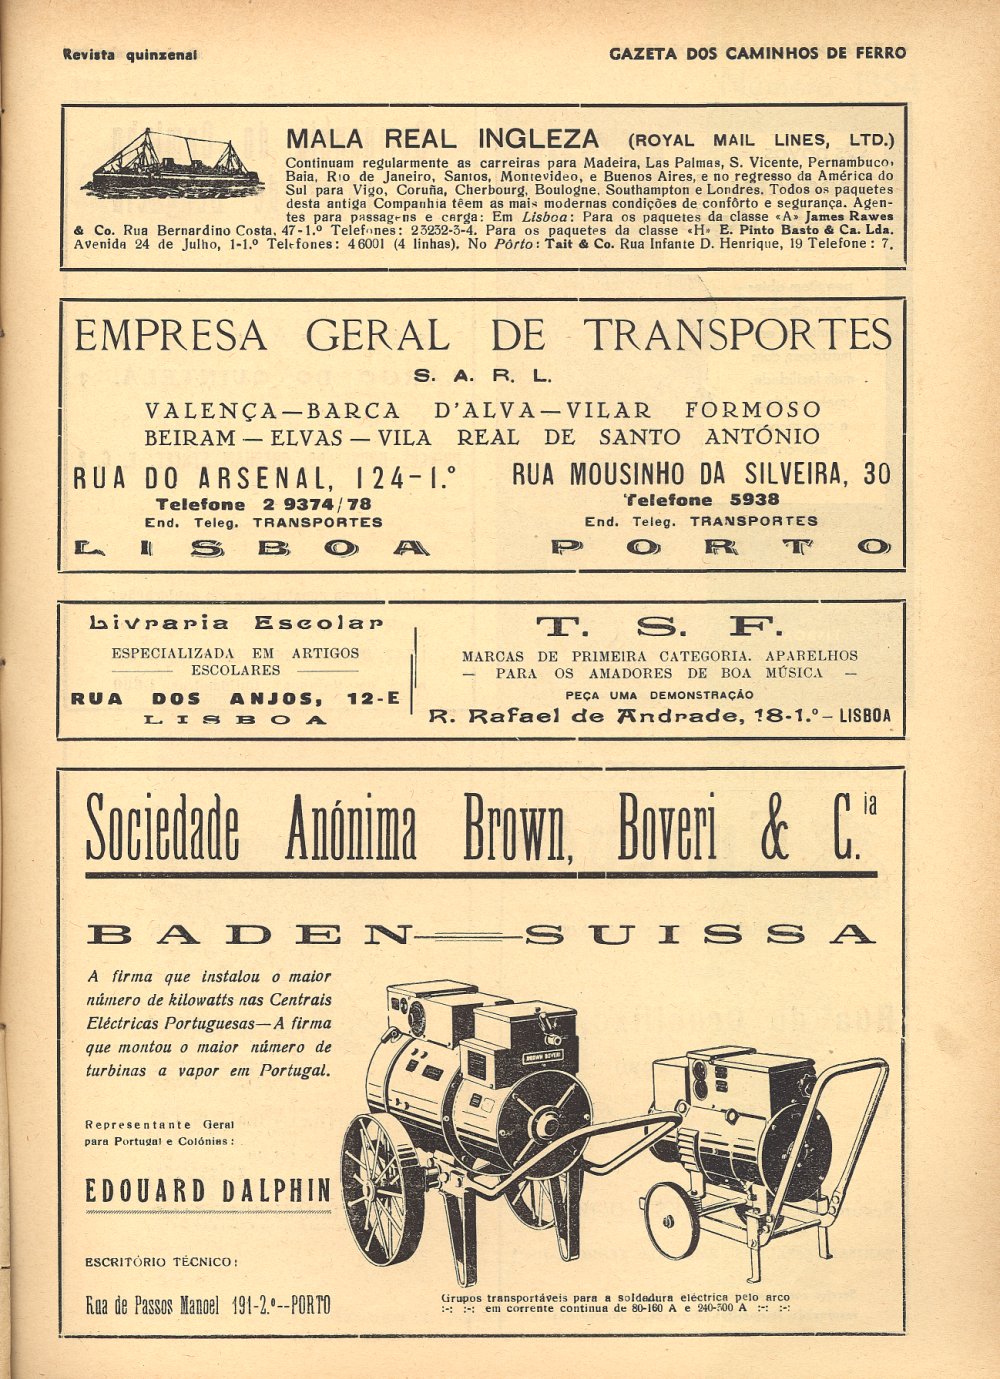 Revista quinzenal
GAZETA DOS CAMINHOS DE FERRO
MALA REAL INGLEZA (ROYAL MAIL LINES, LTD.)
Continuam regularmente as carreiras para Madeira, Las Palmas, S. Vicente, Pernambuco,
Baia, Rio de Janeiro, Santos, Montevideo, e Buenos Aires, e no regresso da América do
Sul para Vigo, Coruña, Cherbourg, Boulogne, Southampton e Londres. Todos os paquetes
desta antiga Companhia têem as mais modernas condições de confôrto e segurança. Agen-
tes para passagens e carga: Em Lisboa: Para os paquetes da classe «A» James Rawes
& Co. Rua Bernardino Costa, 47-1.º Telefones: 23232-3-4. Para os paquetes da classe «H» E. Pinto Basto & Ca. Lda.
Avenida 24 de Julho, 1-1.º Telefones: 46001 (4 linhas). No Pôrto: Tait & Co. Rua Infante D. Henrique, 19 Telefone: 7.
EMPRESA GERAL DE TRANSPORTES
S. A. R. L.
VALENÇA—BARCA D'ALVA—VILAR FORMOSO
BEIRAM—ELVAS—VILA REAL DE SANTO ANTÓNIO
RUA DO ARSENAL, 124-1.º
Telefone 2 9374/78
End. Teleg. TRANSPORTES
LISBOA
RUA MOUSINHO DA SILVEIRA, 30
Telefone 5938
End. Teleg. TRANSPORTES
PORTO
Livraria Escolar
ESPECIALIZADA EM ARTIGOS
ESCOLARES
RUA DOS ANJOS, 12-E
LISBOA
T. S. F.
MARCAS DE PRIMEIRA CATEGORIA. APARELHOS
— PARA OS AMADORES DE BOA MÚSICA —
PEÇA UMA DEMONSTRAÇÃO
R. Rafael de Andrade, 18-1.º—LISBOA
Sociedade Anónima Brown, Boveri & C.ia
BADEN—SUISSA
A firma que instalou o maior
número de kilowatts nas Centrais
Eléctricas Portuguesas—A firma
que montou o maior número de
turbinas a vapor em Portugal.
Representante Geral
para Portugal e Colónias:
EDOUARD DALPHIN
ESCRITÓRIO TÉCNICO:
Rua de Passos Manoel 191-2.º--PORTO
BROWN BOVERI
Grupos transportáveis para a soldadura eléctrica pelo arco
:-: :-: em corrente continua de 80-160 A e 240-300 A :-: :-: